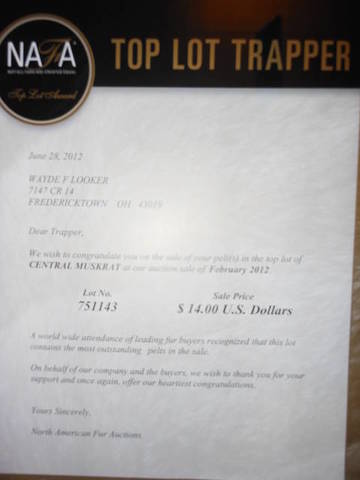 NAFA
TOP LOT TRAPPER
Top Lot Award
June 28, 2012
WAYDE F LOOKER
7147 CR 14
FREDERICKTOWN OH 43019
Dear Trapper,
We wish to congratulate you on the sale of your pelt(s) in the top lot of
CENTRAL MUSKRAT at our auction sale of February 2012.
Lot No. Sale Price
751143 $ 14.00 U.S. Dollars
A world wide attendance of leading fur buyers recognized that this lot
contains the most outstanding pelts in the sale.
On behalf of our company and the buyers, we wish to thank you for your
support and once again, offer our heartiest congratulations.
Yours Sincerely,
North American Fur Auctions